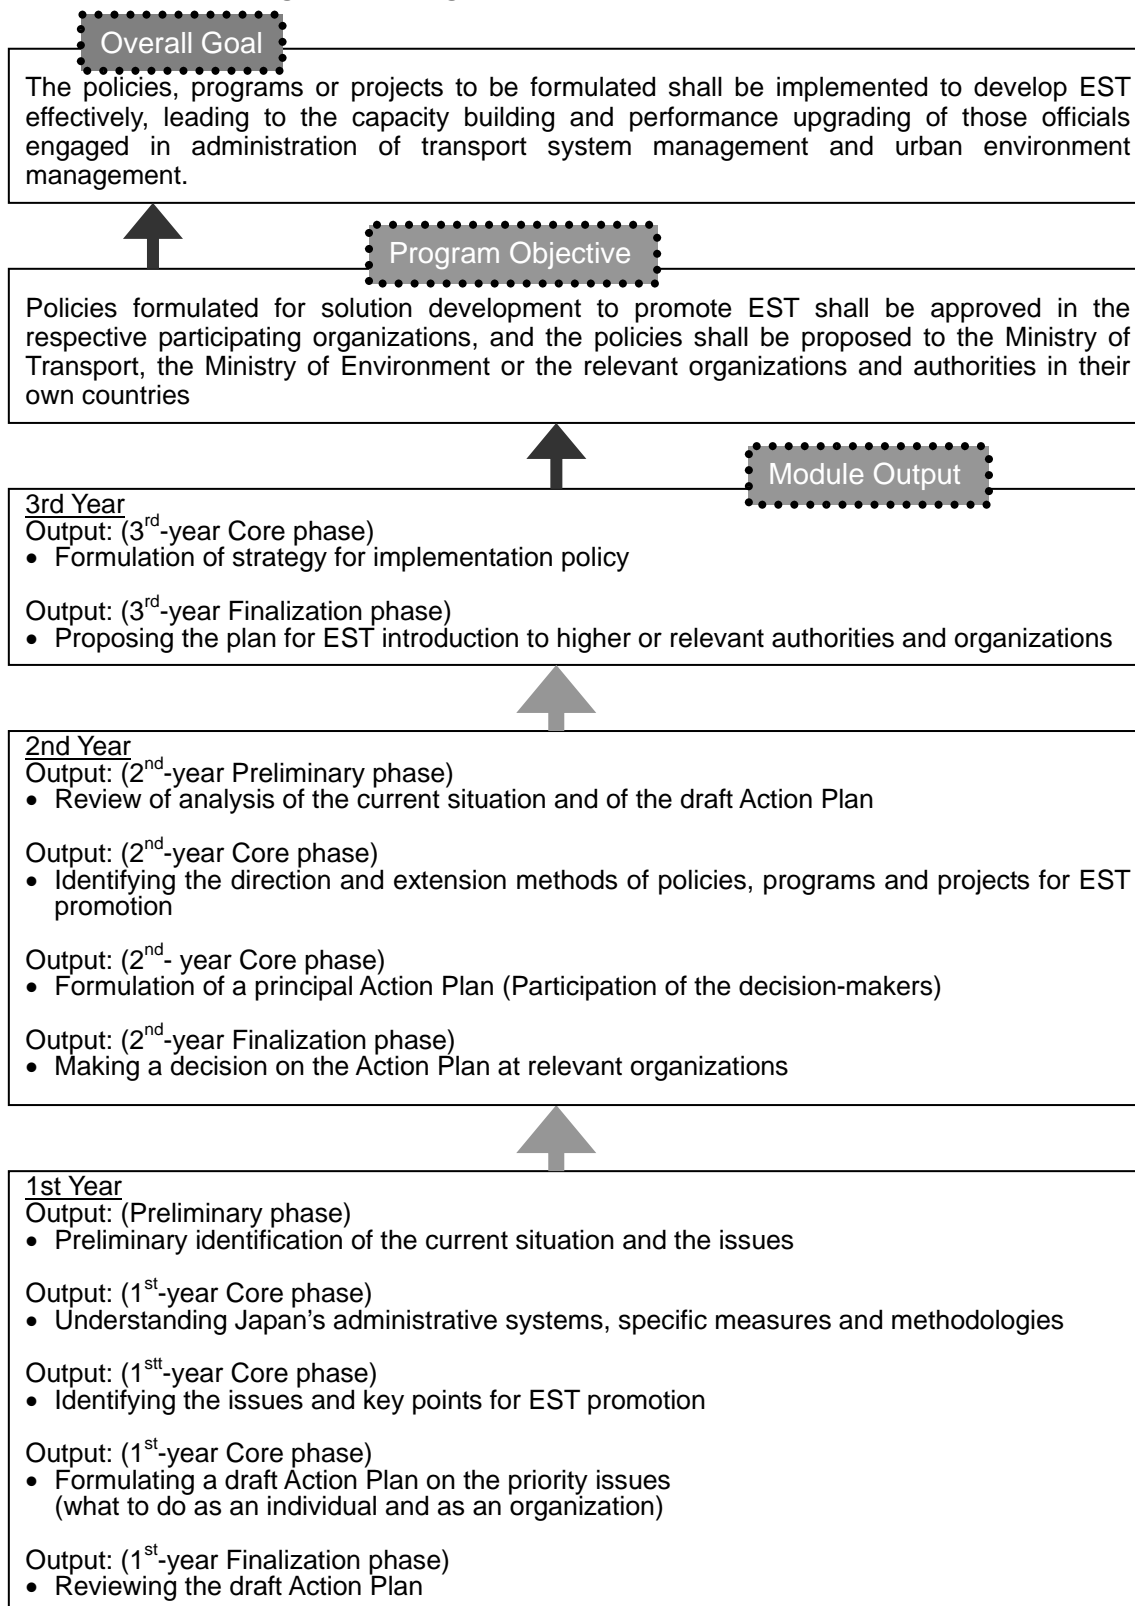 Overall Goal
The policies, programs or projects to be formulated shall be implemented to develop EST
effectively, leading to the capacity building and performance upgrading of those officials
engaged in administration of transport system management and urban environment
management.
Program Objective
Policies formulated for solution development to promote EST shall be approved in the
respective participating organizations, and the policies shall be proposed to the Ministry of
Transport, the Ministry of Environment or the relevant organizations and authorities in their
own countries
Module Output
3rd Year
Output: (3rd-year Core phase)
• Formulation of strategy for implementation policy
Output: (3rd-year Finalization phase)
• Proposing the plan for EST introduction to higher or relevant authorities and organizations
2nd Year
Output: (2nd-year Preliminary phase)
• Review of analysis of the current situation and of the draft Action Plan
Output: (2nd-year Core phase)
• Identifying the direction and extension methods of policies, programs and projects for EST
promotion
Output: (2nd- year Core phase)
• Formulation of a principal Action Plan (Participation of the decision-makers)
Output: (2nd-year Finalization phase)
• Making a decision on the Action Plan at relevant organizations
1st Year
Output: (Preliminary phase)
• Preliminary identification of the current situation and the issues
Output: (1st-year Core phase)
• Understanding Japan's administrative systems, specific measures and methodologies
Output: (1stt-year Core phase)
• Identifying the issues and key points for EST promotion
Output: (1st-year Core phase)
• Formulating a draft Action Plan on the priority issues
(what to do as an individual and as an organization)
Output: (1st-year Finalization phase)
• Reviewing the draft Action Plan